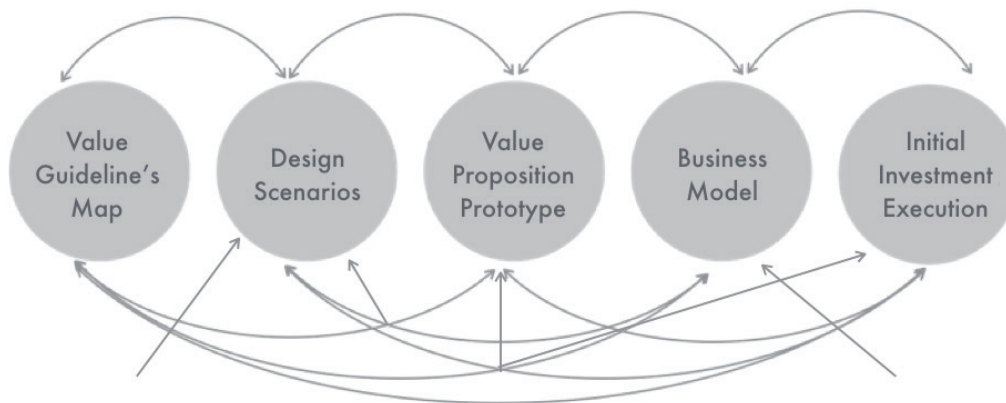 Value
Guideline's
Map
Design
Scenarios
Value
Proposition
Prototype
Business
Model
Initial
Investment
Execution